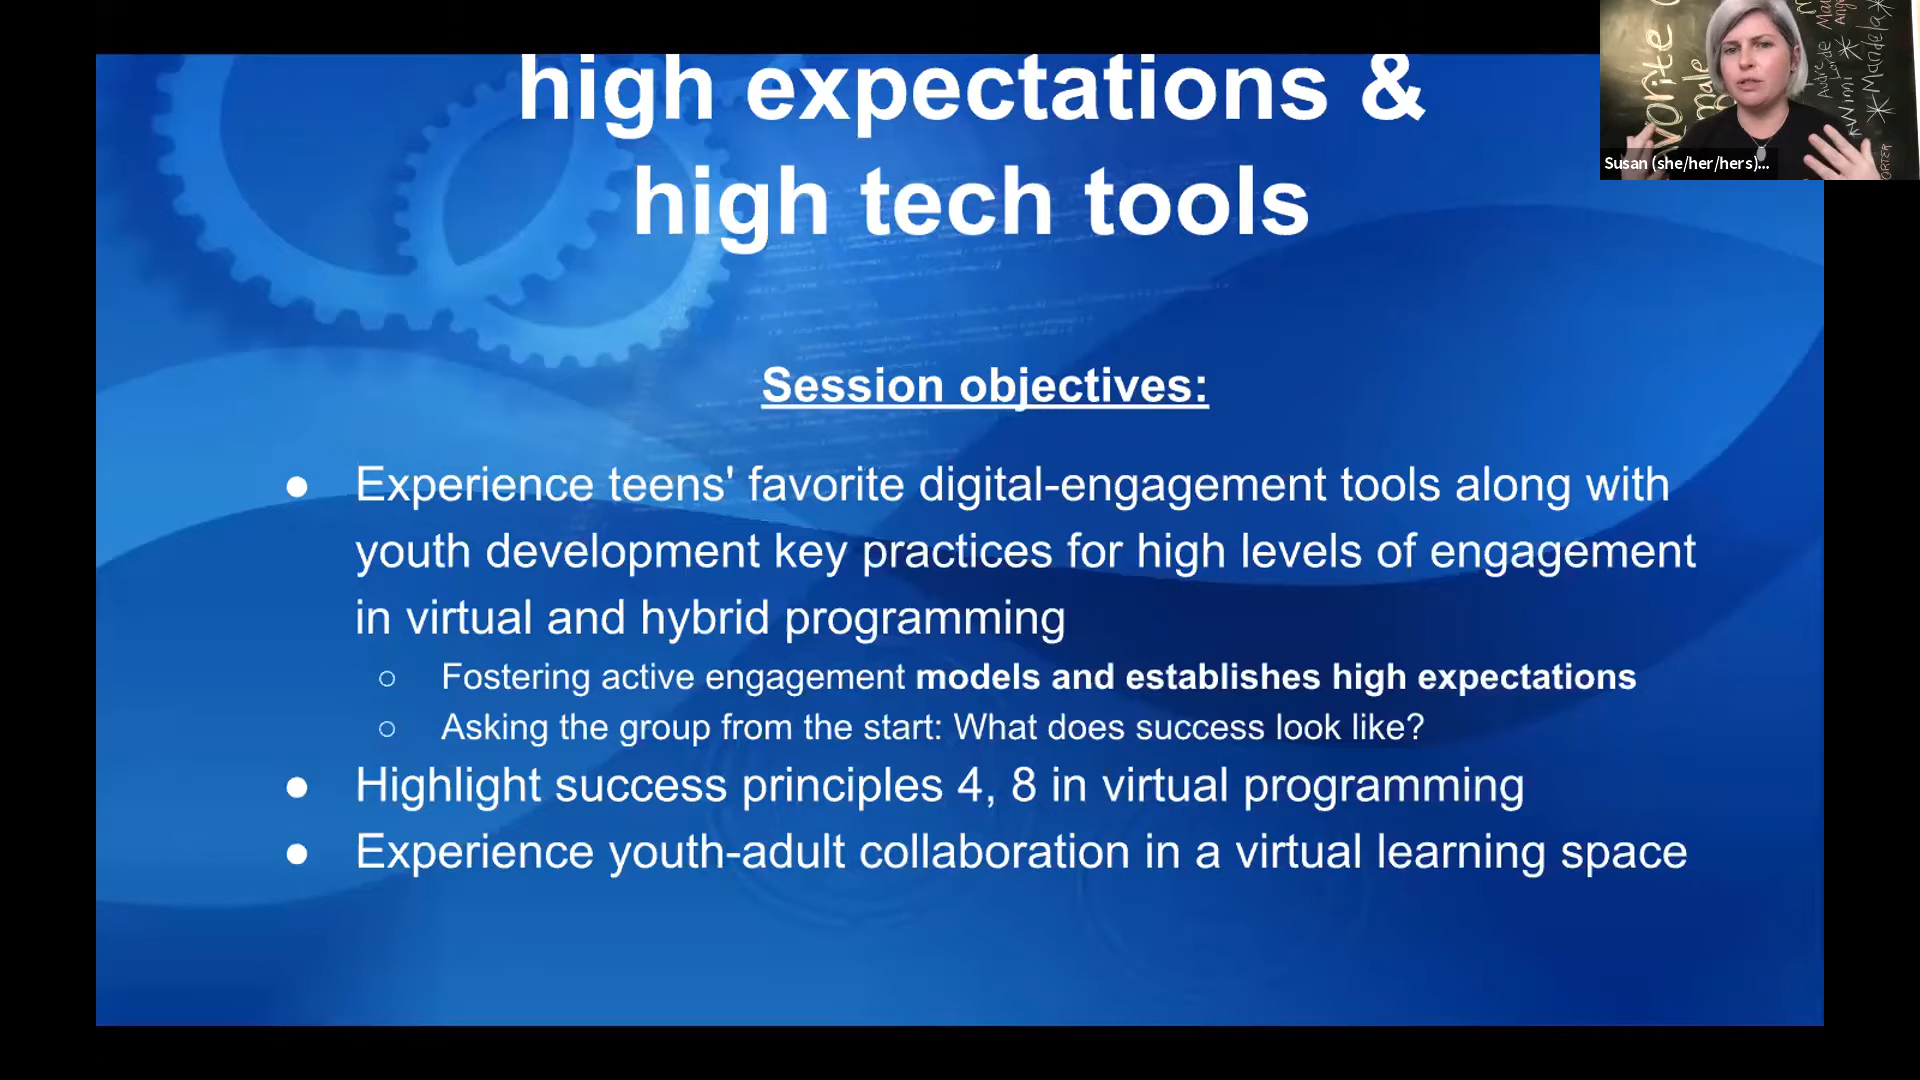 high expectations &
high tech tools
Session objectives:
● Experience teens' favorite digital-engagement tools along with
youth development key practices for high levels of engagement
in virtual and hybrid programming
○ Fostering active engagement models and establishes high expectations
○ Asking the group from the start: What does success look like?
● Highlight success principles 4, 8 in virtual programming
● Experience youth-adult collaboration in a virtual learning space
Susan (she/her/hers)...
Audre
Lorde
Mandela